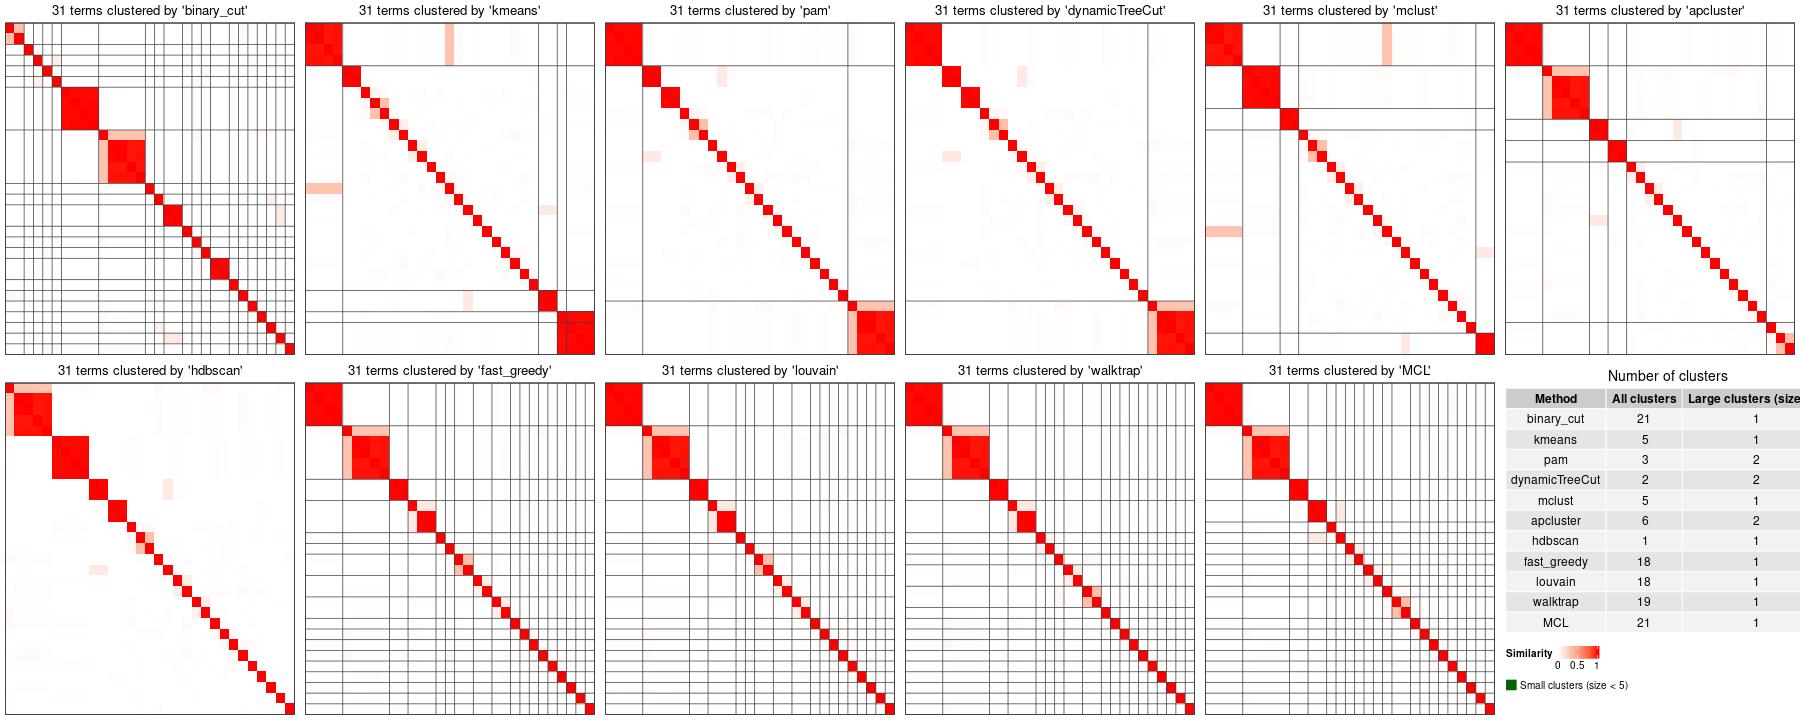 31 terms clustered by 'binary_cut'
31 terms clustered by 'kmeans'
31 terms clustered by 'pam'
31 terms clustered by 'dynamicTreeCut'
31 terms clustered by 'mclust'
31 terms clustered by 'apcluster'
31 terms clustered by 'hdbscan'
31 terms clustered by 'fast_greedy'
31 terms clustered by 'louvain'
31 terms clustered by 'walktrap'
31 terms clustered by 'MCL'
Number of clusters
Method All clusters Large clusters (size
binary_cut 21 1
kmeans 5 1
pam 3 2
dynamicTreeCut 2 2
mclust 5 1
apcluster 6 2
hdbscan 1 1
fast_greedy 18 1
louvain 18 1
walktrap 19 1
MCL 21 1
Similarity
0 0.5 1
Small clusters (size < 5)